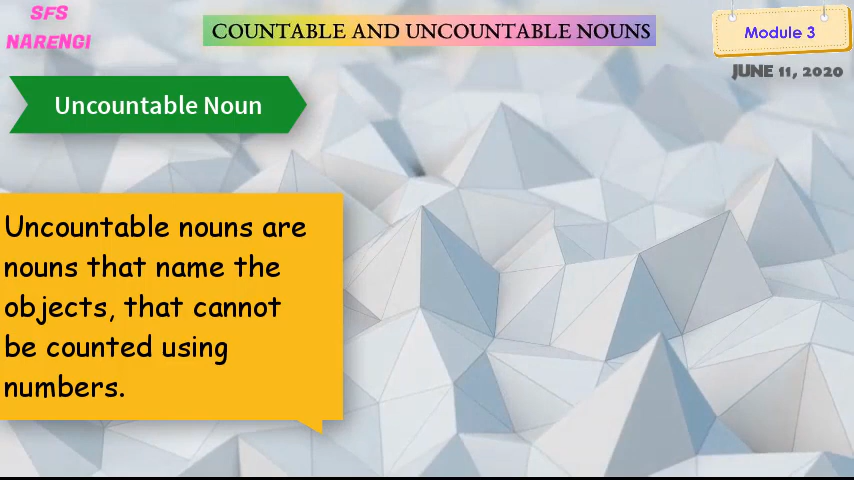 SFS
NARENGI
COUNTABLE AND UNCOUNTABLE NOUNS
Module 3
JUNE 11, 2020
Uncountable Noun
Uncountable nouns are
nouns that name the
objects, that cannot
be counted using
numbers.